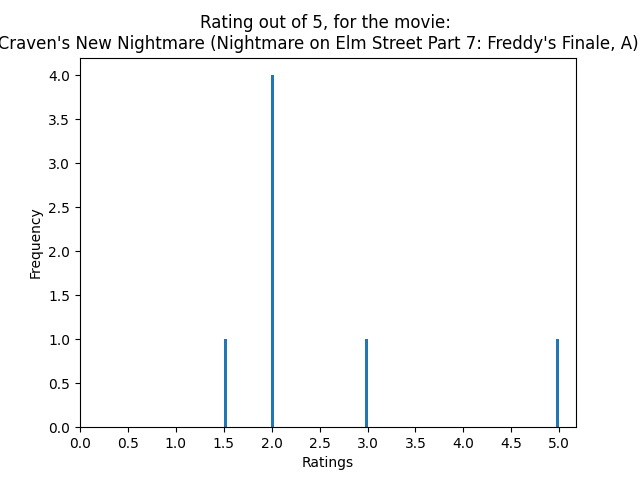 Rating out of 5, for the movie:
Craven's New Nightmare (Nightmare on Elm Street Part 7: Freddy's Finale, A)
4.0
3.5
3.0
2.5
2.0
1.5
1.0
0.5
0.0
Frequency
0.0 0.5 1.0 1.5 2.0 2.5 3.0 3.5 4.0 4.5 5.0
Ratings